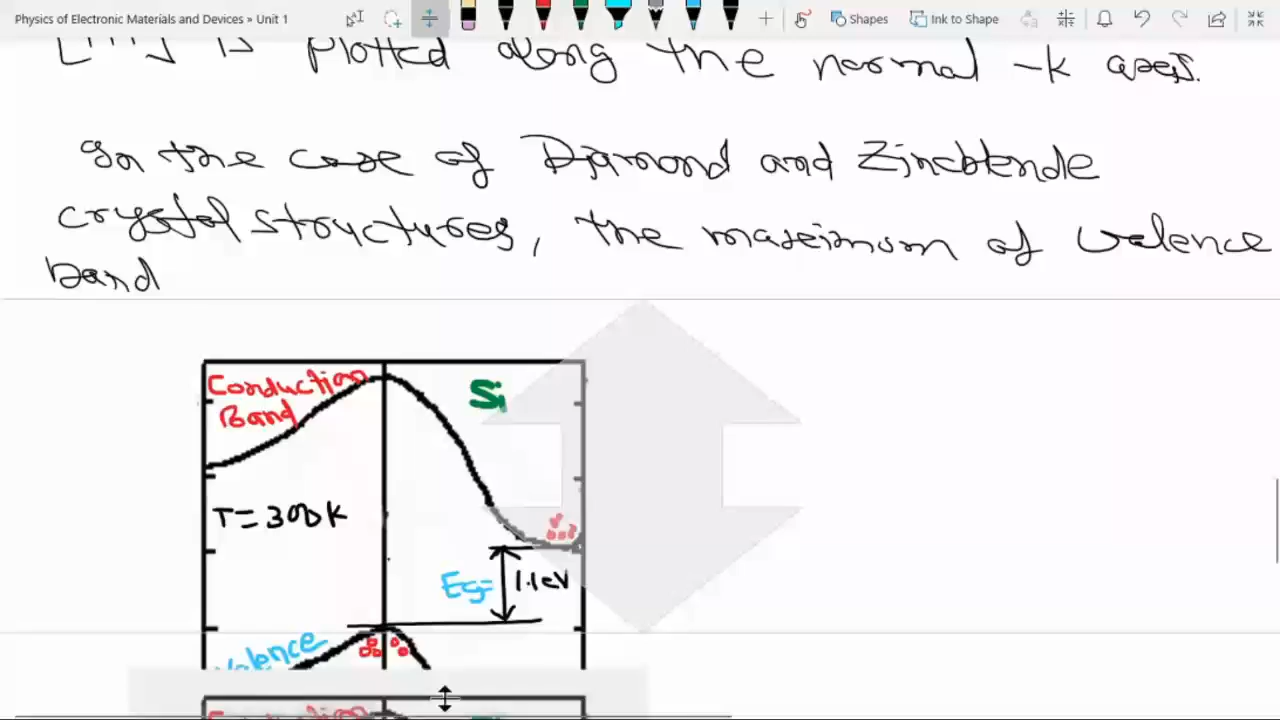 Physics of Electronic Materials and Devices » Unit 1
Shapes
Ink to Shape
is plotted along the normal -k axes.
In the case of Diamond and Zincblende
crystal structures, the maximum of valence
band
Conduction
Band
Si
T=300k
Eg= 1.1eV
Valence